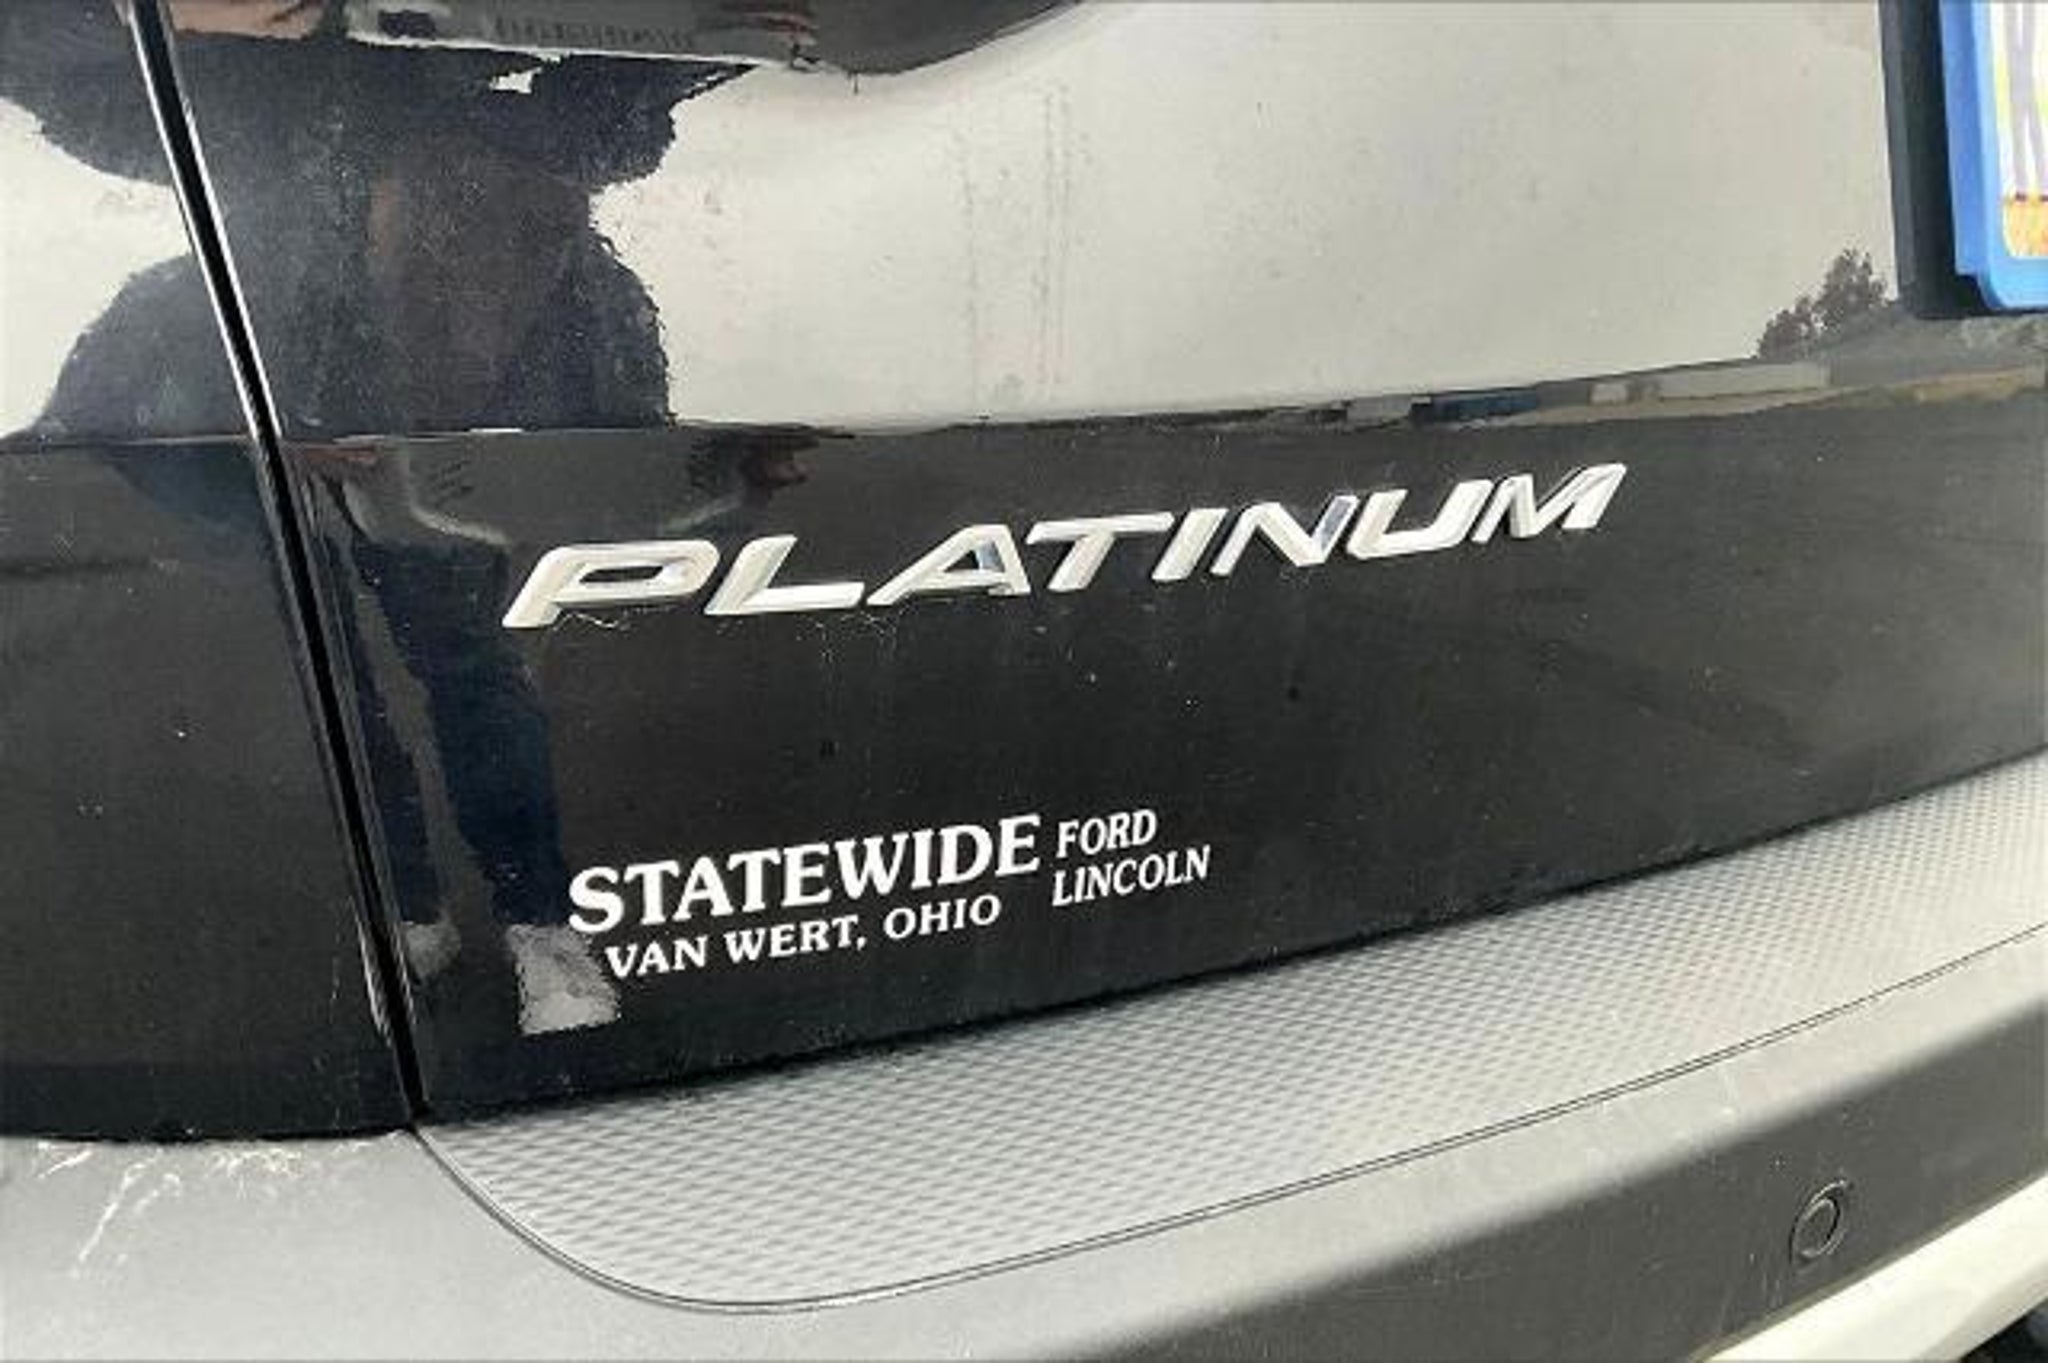 PLATINUM
STATEWIDE FORD
LINCOLN
VAN WERT, OHIO